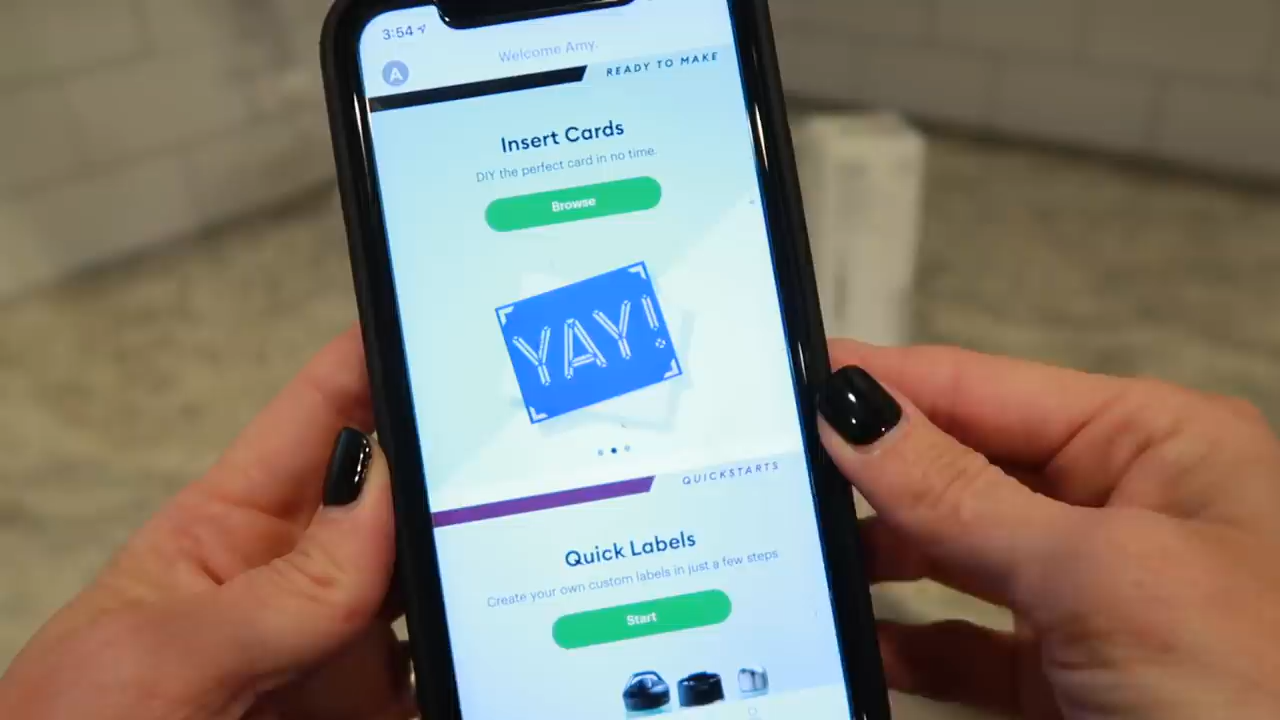 3:54
Welcome Amy.
A
READY TO MAKE
Insert Cards
DIY the perfect card in no time.
Browse
YAY!
QUICKSTARTS
Quick Labels
Create your own custom labels in just a few steps
Start